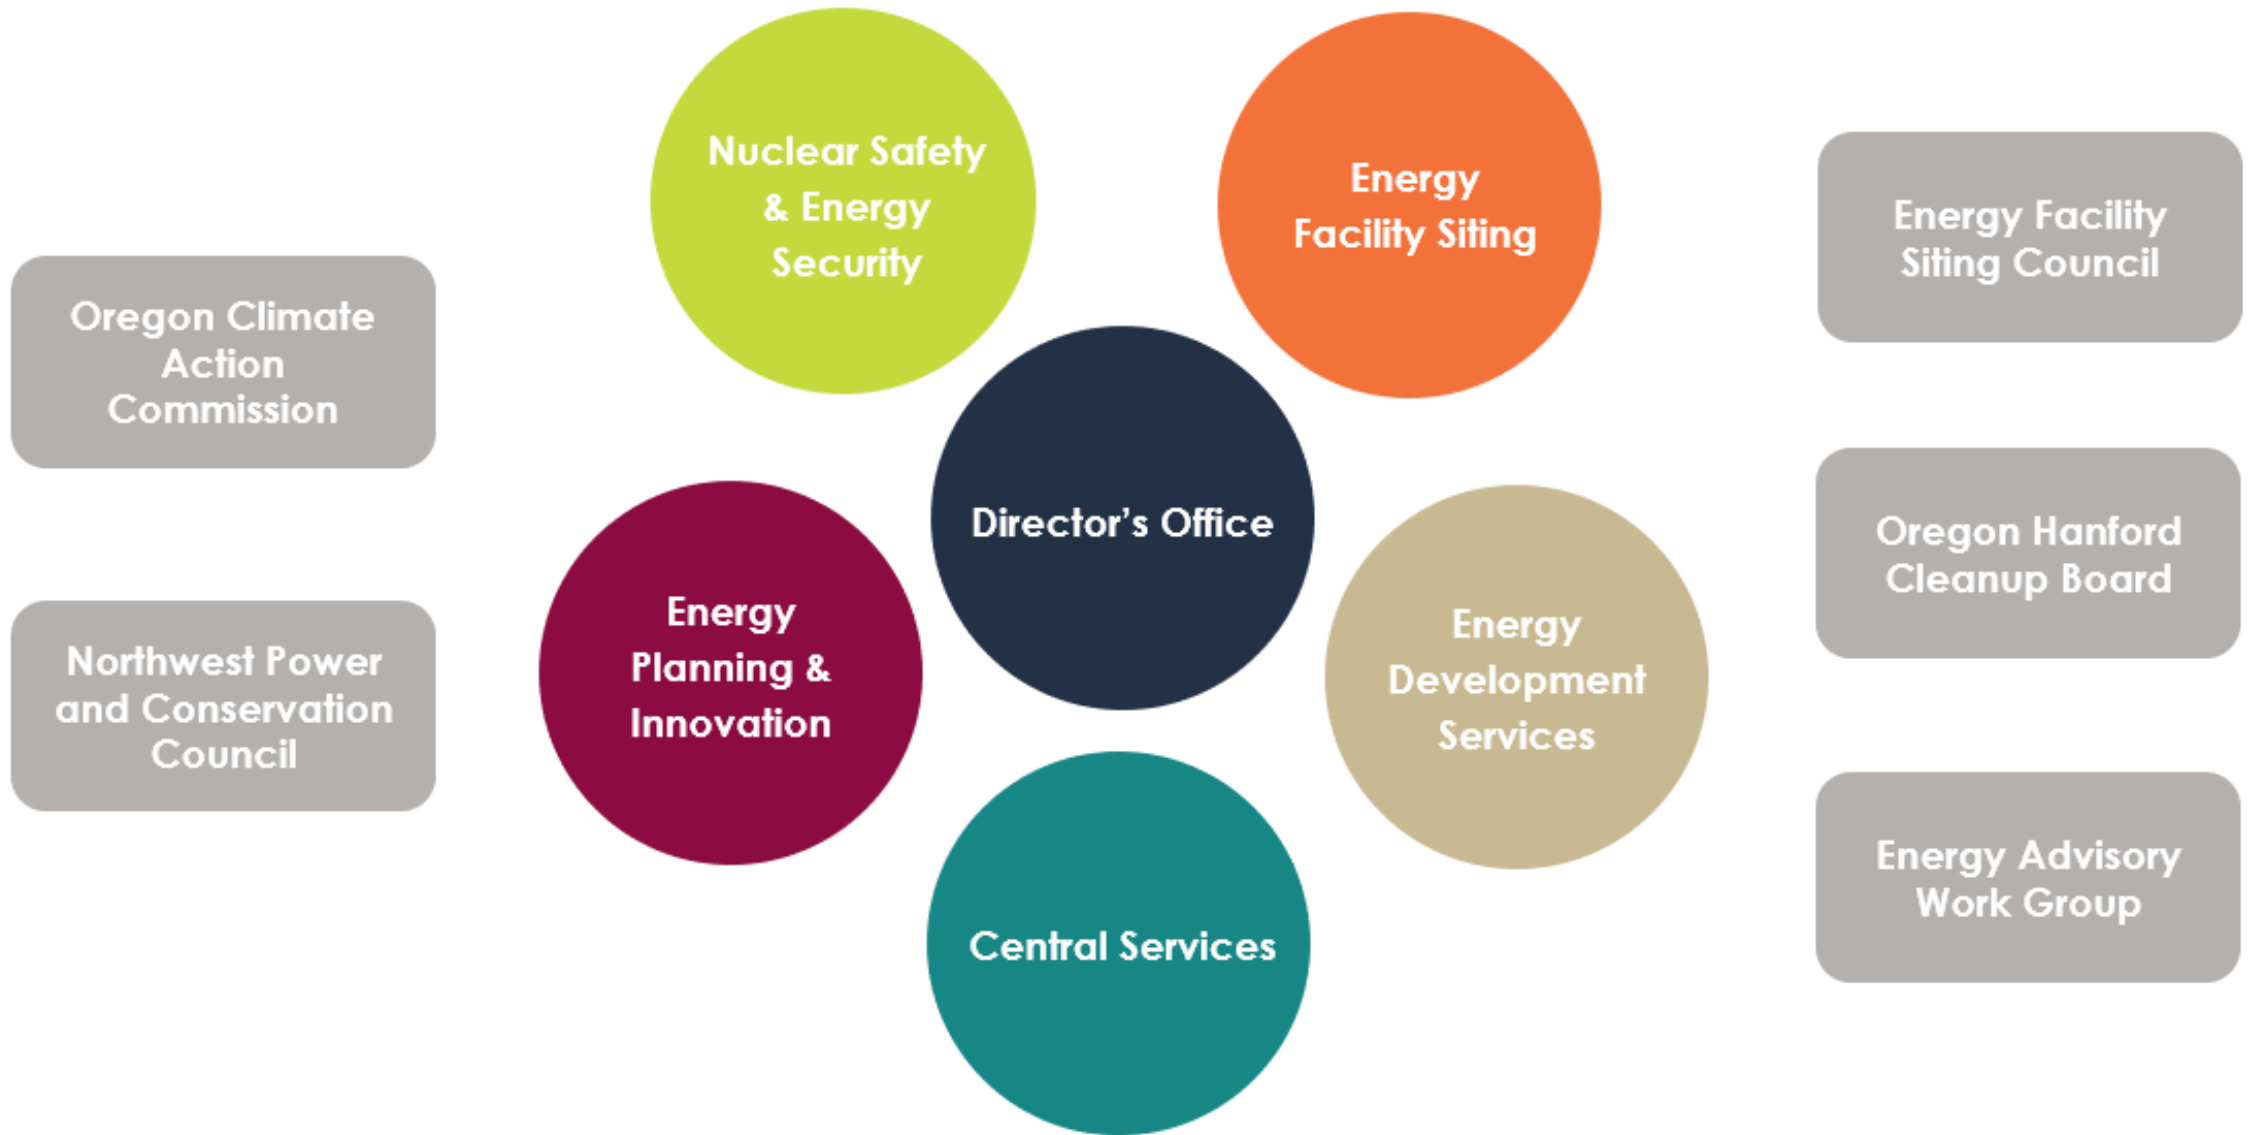 Nuclear Safety
& Energy
Security
Energy
Facility Siting
Energy Facility
Siting Council
Oregon Climate
Action
Commission
Director’s Office
Oregon Hanford
Cleanup Board
Energy
Planning &
Innovation
Energy
Development
Services
Northwest Power
and Conservation
Council
Central Services
Energy Advisory
Work Group